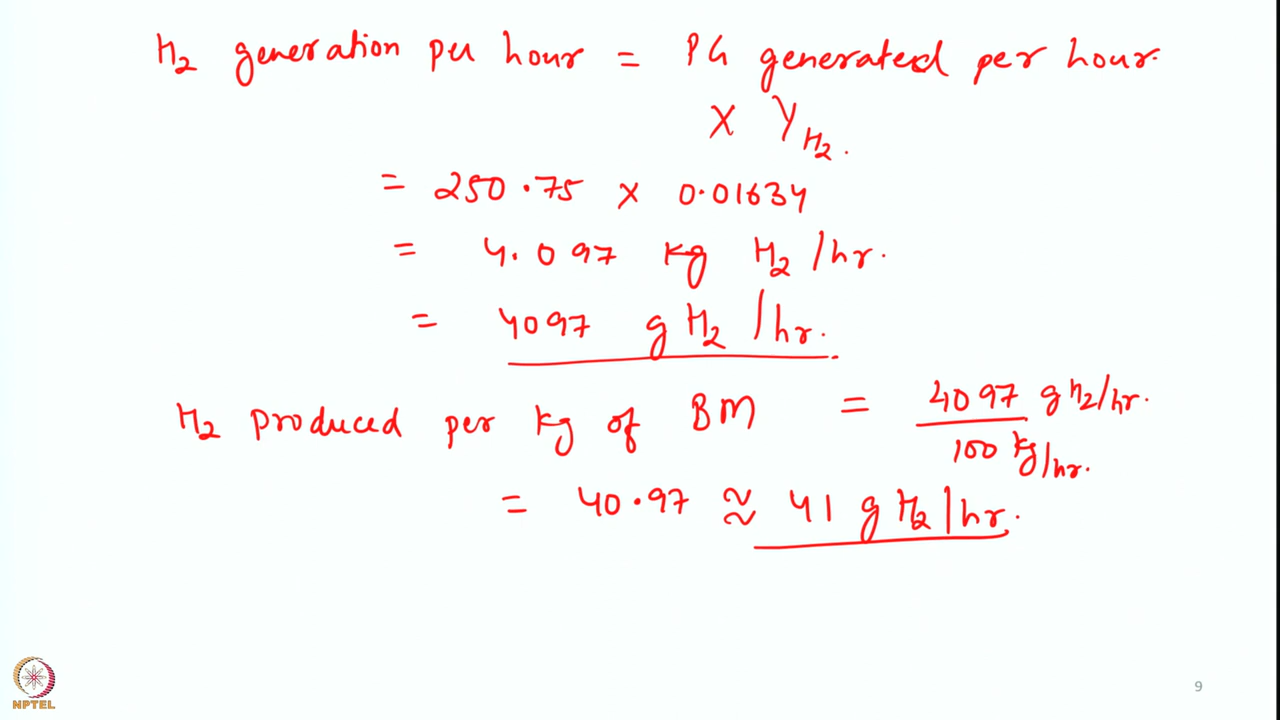 H₂ generation per hour = PG generated per hour.
X Y_H₂.
= 250.75 x 0.01634
= 4.097 kg H₂ /hr.
= 4097 g H₂ /hr.
H₂ produced per kg of BM = 4097 g H₂/hr.
100 kg/hr.
= 40.97 ≈ 41 g H₂/hr.
NPTEL
9